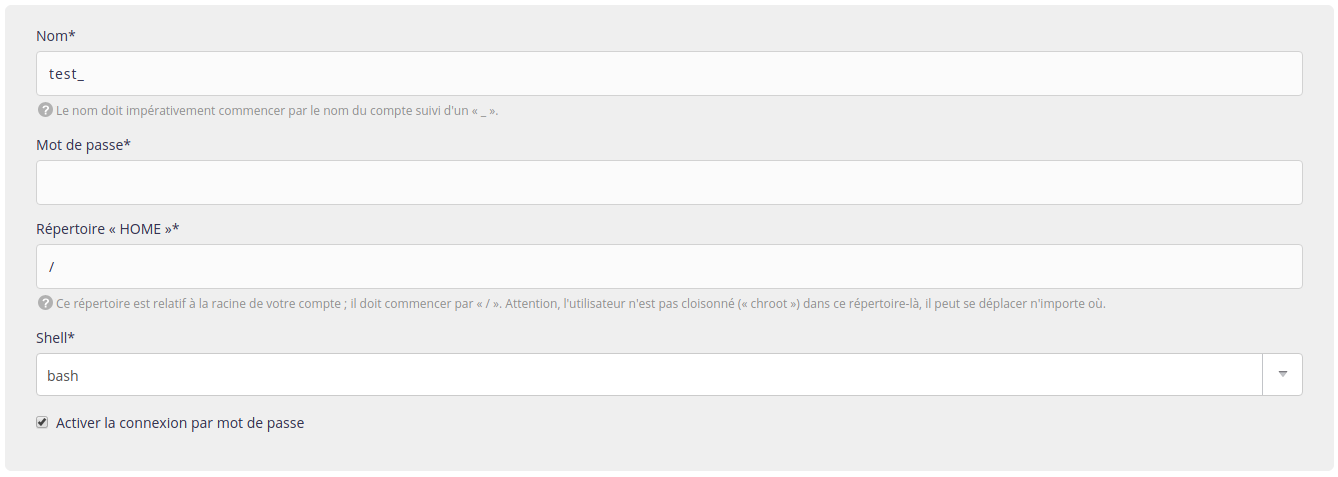 Nom*
test_
? Le nom doit impérativement commencer par le nom du compte suivi d'un « _ ».
Mot de passe*
Répertoire « HOME »*
/
? Ce répertoire est relatif à la racine de votre compte ; il doit commencer par « / ». Attention, l'utilisateur n'est pas cloisonné (« chroot ») dans ce répertoire-là, il peut se déplacer n'importe où.
Shell*
bash
Activer la connexion par mot de passe